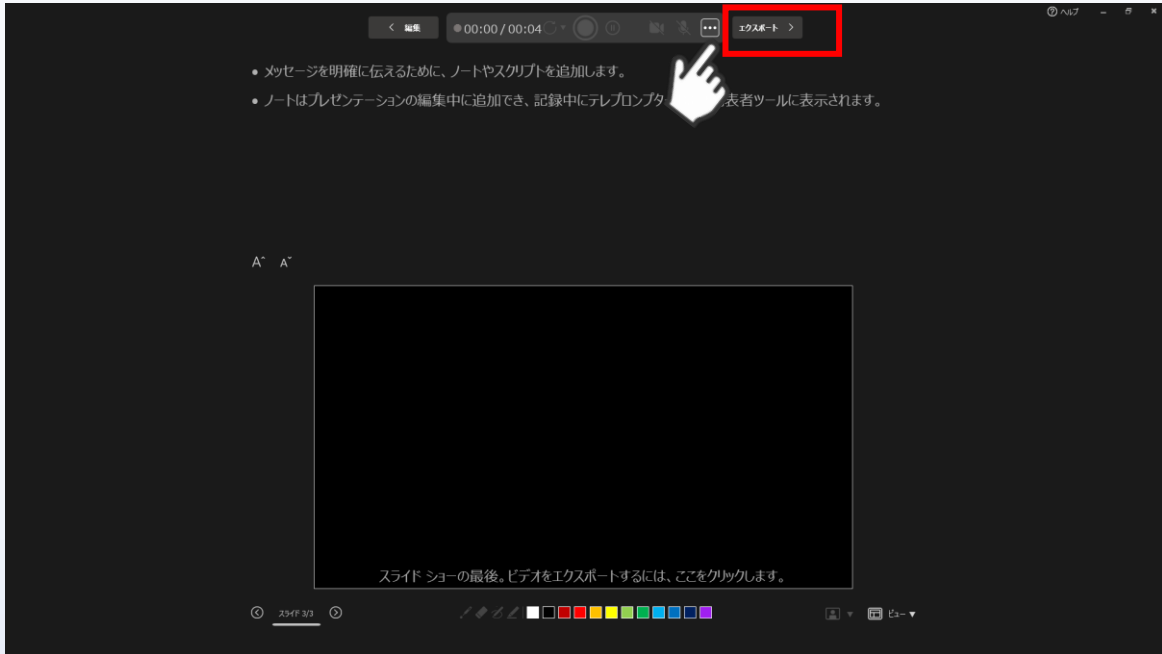 ヘルプ
編集
00:00 / 00:04
エクスポート
メッセージを明確に伝えるために、ノートやスクリプトを追加します。
ノートはプレゼンテーションの編集中に追加でき、記録中にテレプロンプタ 表者ツールに表示されます。
A A
スライド ショーの最後。ビデオをエクスポートするには、ここをクリックします。
スライド 3/3
ビュー